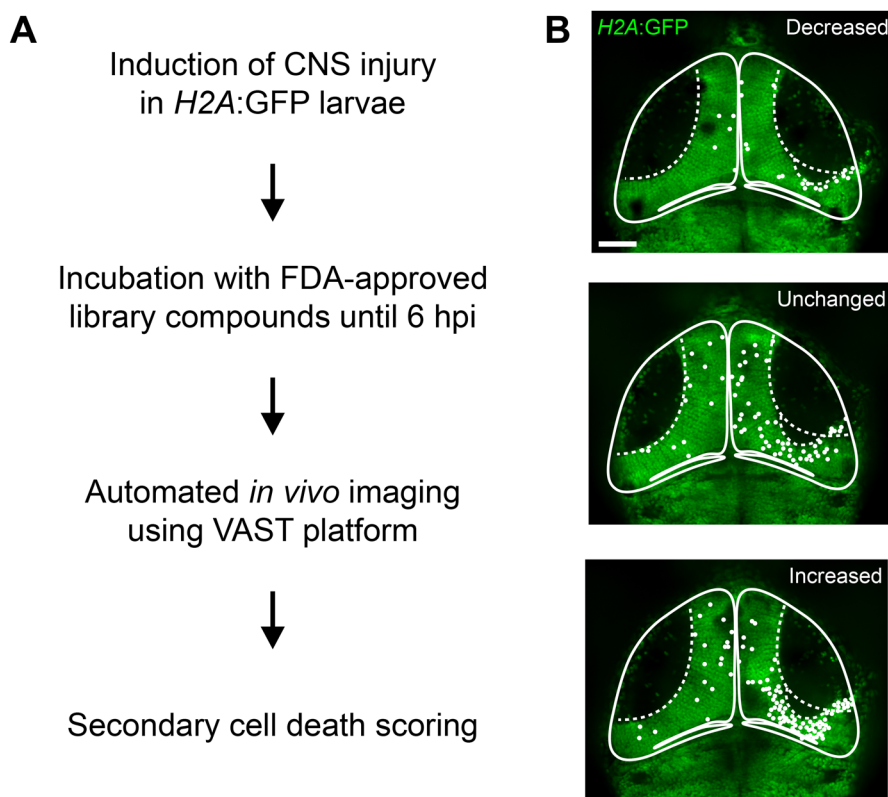 A
Induction of CNS injury
in H2A:GFP larvae
Incubation with FDA-approved
library compounds until 6 hpi
Automated in vivo imaging
using VAST platform
Secondary cell death scoring
B
H2A:GFP
Decreased
Unchanged
Increased